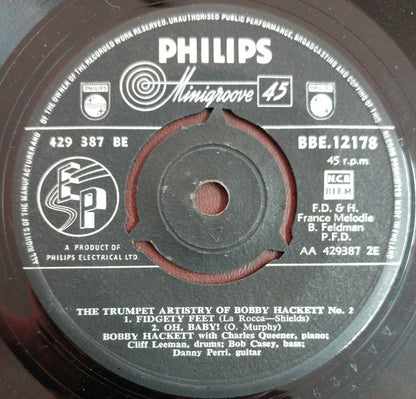 ALL RIGHTS OF THE MANUFACTURER AND OF THE OWNER OF THE RECORDED WORK RESERVED. UNAUTHORISED PUBLIC PERFORMANCE, BROADCASTING AND COPYING OF THIS RECORD PROHIBITED. MADE IN ENGLAND
PHILIPS
PHILIPS
PHILIPS
Minigroove 45
429 387 BE
BBE.12178
45 r.p.m.
EP
N.C.B.
BIEM
F.D. & H.
France Melodie
B. Feldman
P.F.D.
A PRODUCT OF
PHILIPS ELECTRICAL LTD.
AA 429387 2E
THE TRUMPET ARTISTRY OF BOBBY HACKETT No. 2
1. FIDGETY FEET (La Rocca—Shields)
2. OH, BABY! (O. Murphy)
BOBBY HACKETT with Charles Queener, piano;
Cliff Leeman, drums; Bob Casey, bass;
Danny Perri, guitar